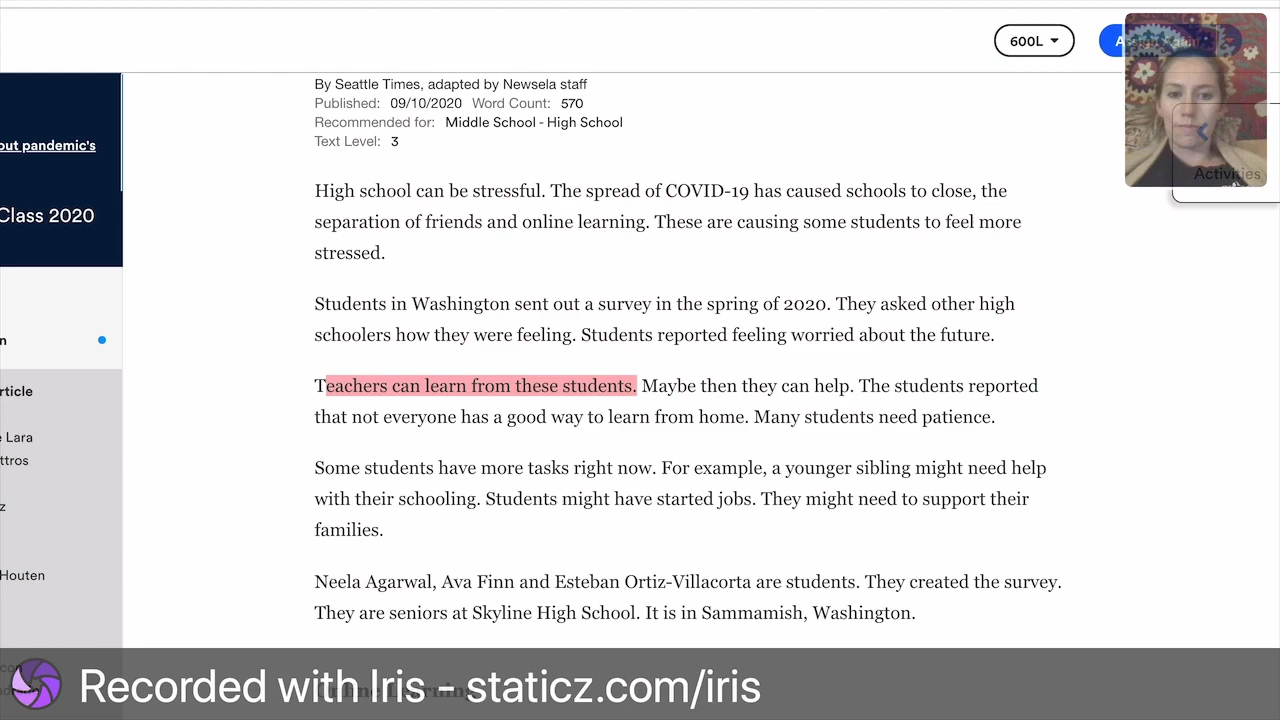 600L
By Seattle Times, adapted by Newsela staff
Published: 09/10/2020 Word Count: 570
Recommended for: Middle School - High School
Text Level: 3
out pandemic's
Class 2020
n
rticle
e Lara
ttros
z
Houten
High school can be stressful. The spread of COVID-19 has caused schools to close, the
separation of friends and online learning. These are causing some students to feel more
stressed.
Students in Washington sent out a survey in the spring of 2020. They asked other high
schoolers how they were feeling. Students reported feeling worried about the future.
Teachers can learn from these students. Maybe then they can help. The students reported
that not everyone has a good way to learn from home. Many students need patience.
Some students have more tasks right now. For example, a younger sibling might need help
with their schooling. Students might have started jobs. They might need to support their
families.
Neela Agarwal, Ava Finn and Esteban Ortiz-Villacorta are students. They created the survey.
They are seniors at Skyline High School. It is in Sammamish, Washington.
Activities
Recorded with Iris - staticz.com/iris